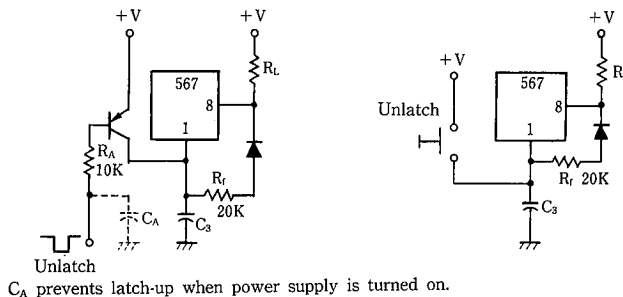 +V
+V
R_L
567
8
1
R_A
10K
C_A
R_f
20K
C_3
Unlatch
+V
+V
R
Unlatch
567
8
1
R_f 20K
C_3
C_A prevents latch-up when power supply is turned on.